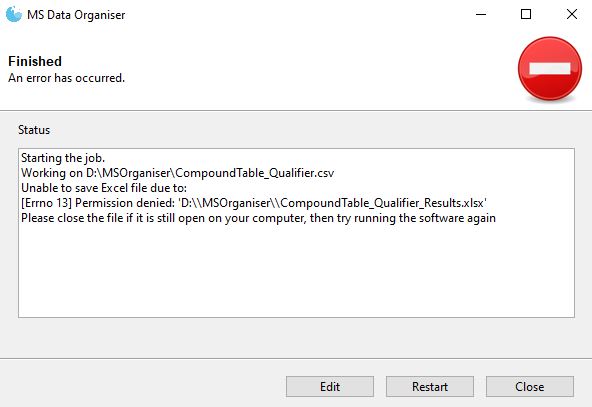 MS Data Organiser
Finished
An error has occurred.
Status
Starting the job.
Working on D:\MSOrganiser\CompoundTable_Qualifier.csv
Unable to save Excel file due to:
[Errno 13] Permission denied: 'D:\\MSOrganiser\\CompoundTable_Qualifier_Results.xlsx'
Please close the file if it is still open on your computer, then try running the software again
Edit
Restart
Close